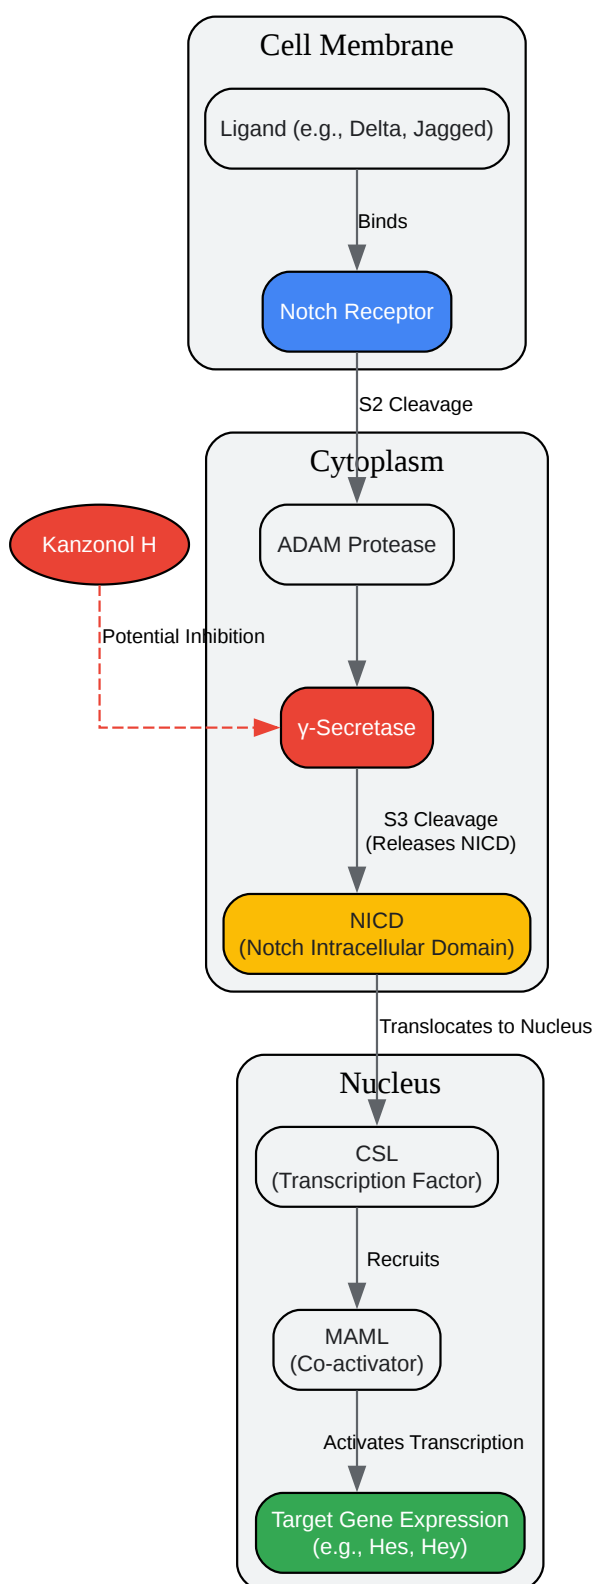 Cell Membrane
Ligand (e.g., Delta, Jagged)
Binds
Notch Receptor
S2 Cleavage
Cytoplasm
Kanzonol H
ADAM Protease
Potential Inhibition
γ-Secretase
S3 Cleavage
(Releases NICD)
NICD
(Notch Intracellular Domain)
Translocates to Nucleus
Nucleus
CSL
(Transcription Factor)
Recruits
MAML
(Co-activator)
Activates Transcription
Target Gene Expression
(e.g., Hes, Hey)